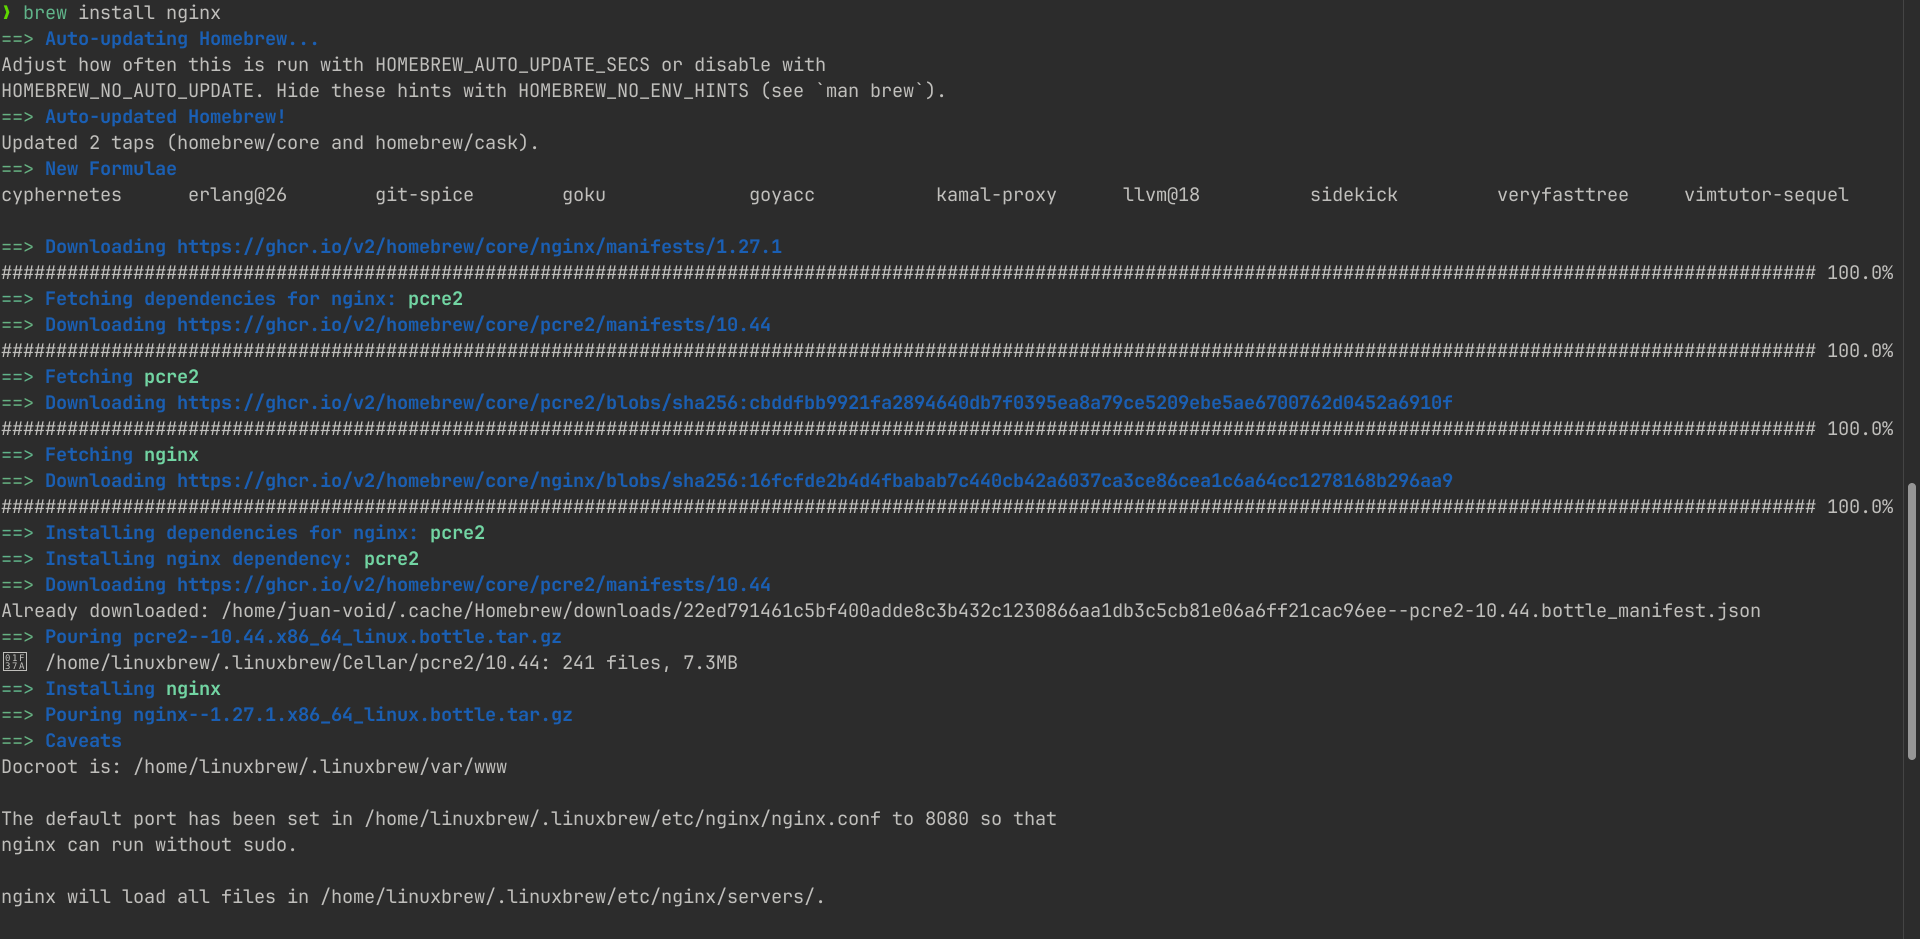 ❯ brew install nginx
==> Auto-updating Homebrew...
Adjust how often this is run with HOMEBREW_AUTO_UPDATE_SECS or disable with
HOMEBREW_NO_AUTO_UPDATE. Hide these hints with HOMEBREW_NO_ENV_HINTS (see `man brew`).
==> Auto-updated Homebrew!
Updated 2 taps (homebrew/core and homebrew/cask).
==> New Formulae
cyphernetes erlang@26 git-spice goku goyacc kamal-proxy llvm@18 sidekick veryfasttree vimtutor-sequel
==> Downloading https://ghcr.io/v2/homebrew/core/nginx/manifests/1.27.1
##################################################################################################################################################################### 100.0%
==> Fetching dependencies for nginx: pcre2
==> Downloading https://ghcr.io/v2/homebrew/core/pcre2/manifests/10.44
##################################################################################################################################################################### 100.0%
==> Fetching pcre2
==> Downloading https://ghcr.io/v2/homebrew/core/pcre2/blobs/sha256:cbddfbb9921fa2894640db7f0395ea8a79ce5209ebe5ae6700762d0452a6910f
##################################################################################################################################################################### 100.0%
==> Fetching nginx
==> Downloading https://ghcr.io/v2/homebrew/core/nginx/blobs/sha256:16fcfde2b4d4fbabab7c440cb42a6037ca3ce86cea1c6a64cc1278168b296aa9
##################################################################################################################################################################### 100.0%
==> Installing dependencies for nginx: pcre2
==> Installing nginx dependency: pcre2
==> Downloading https://ghcr.io/v2/homebrew/core/pcre2/manifests/10.44
Already downloaded: /home/juan-void/.cache/Homebrew/downloads/22ed791461c5bf400adde8c3b432c1230866aa1db3c5cb81e06a6ff21cac96ee--pcre2-10.44.bottle_manifest.json
==> Pouring pcre2--10.44.x86_64_linux.bottle.tar.gz
🍺 /home/linuxbrew/.linuxbrew/Cellar/pcre2/10.44: 241 files, 7.3MB
==> Installing nginx
==> Pouring nginx--1.27.1.x86_64_linux.bottle.tar.gz
==> Caveats
Docroot is: /home/linuxbrew/.linuxbrew/var/www
The default port has been set in /home/linuxbrew/.linuxbrew/etc/nginx/nginx.conf to 8080 so that
nginx can run without sudo.
nginx will load all files in /home/linuxbrew/.linuxbrew/etc/nginx/servers/.